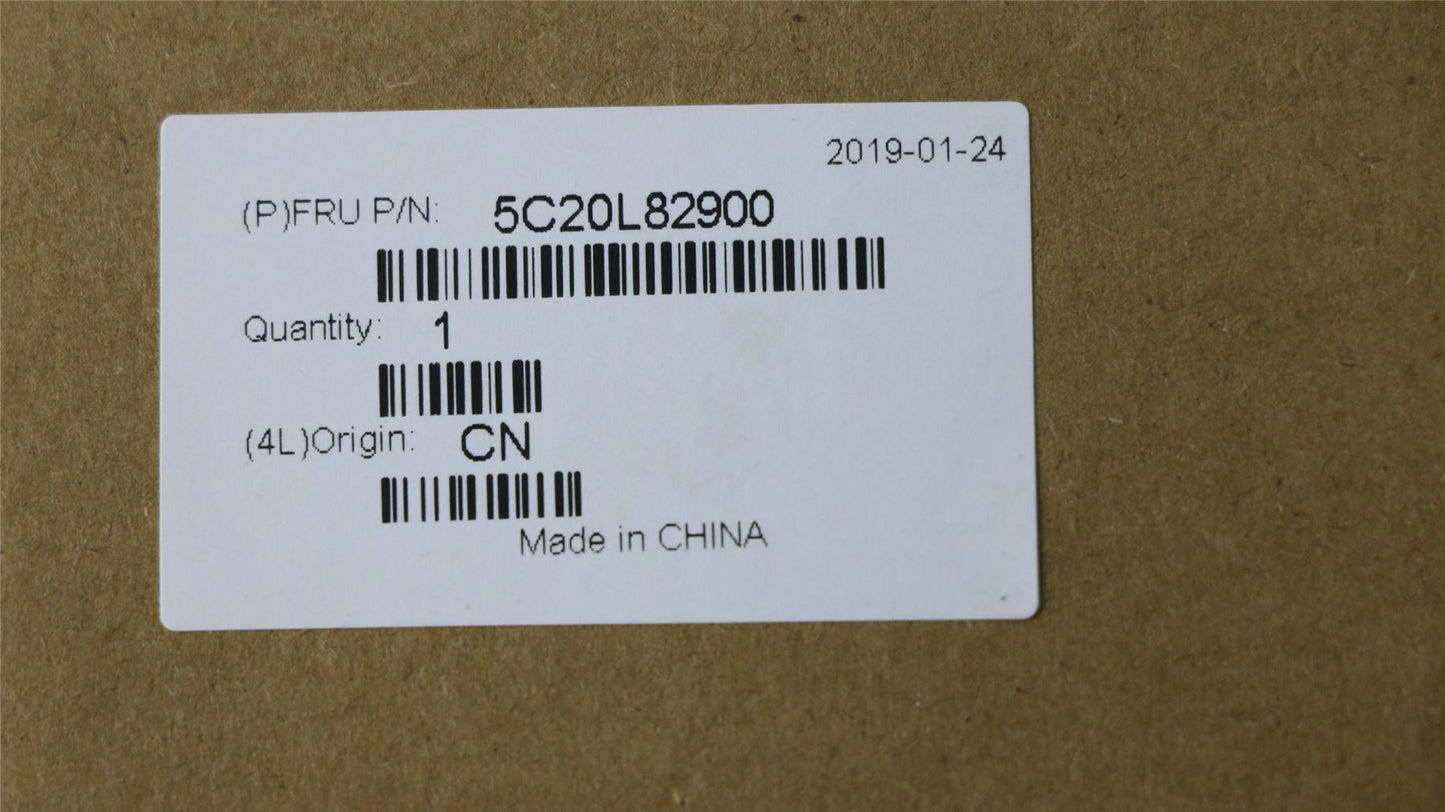 2019-01-24
(P)FRU P/N: 5C20L82900
Quantity: 1
(4L)Origin: CN
Made in CHINA